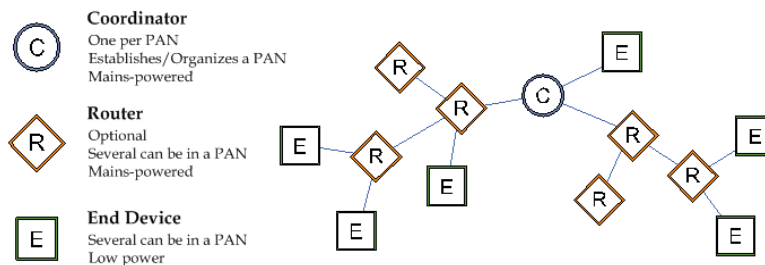 C
Coordinator
One per PAN
Establishes/Organizes a PAN
Mains-powered
R
Router
Optional
Several can be in a PAN
Mains-powered
E
End Device
Several can be in a PAN
Low power
E
R
C
R
R
E
E
R
R
E
R
E
E
E